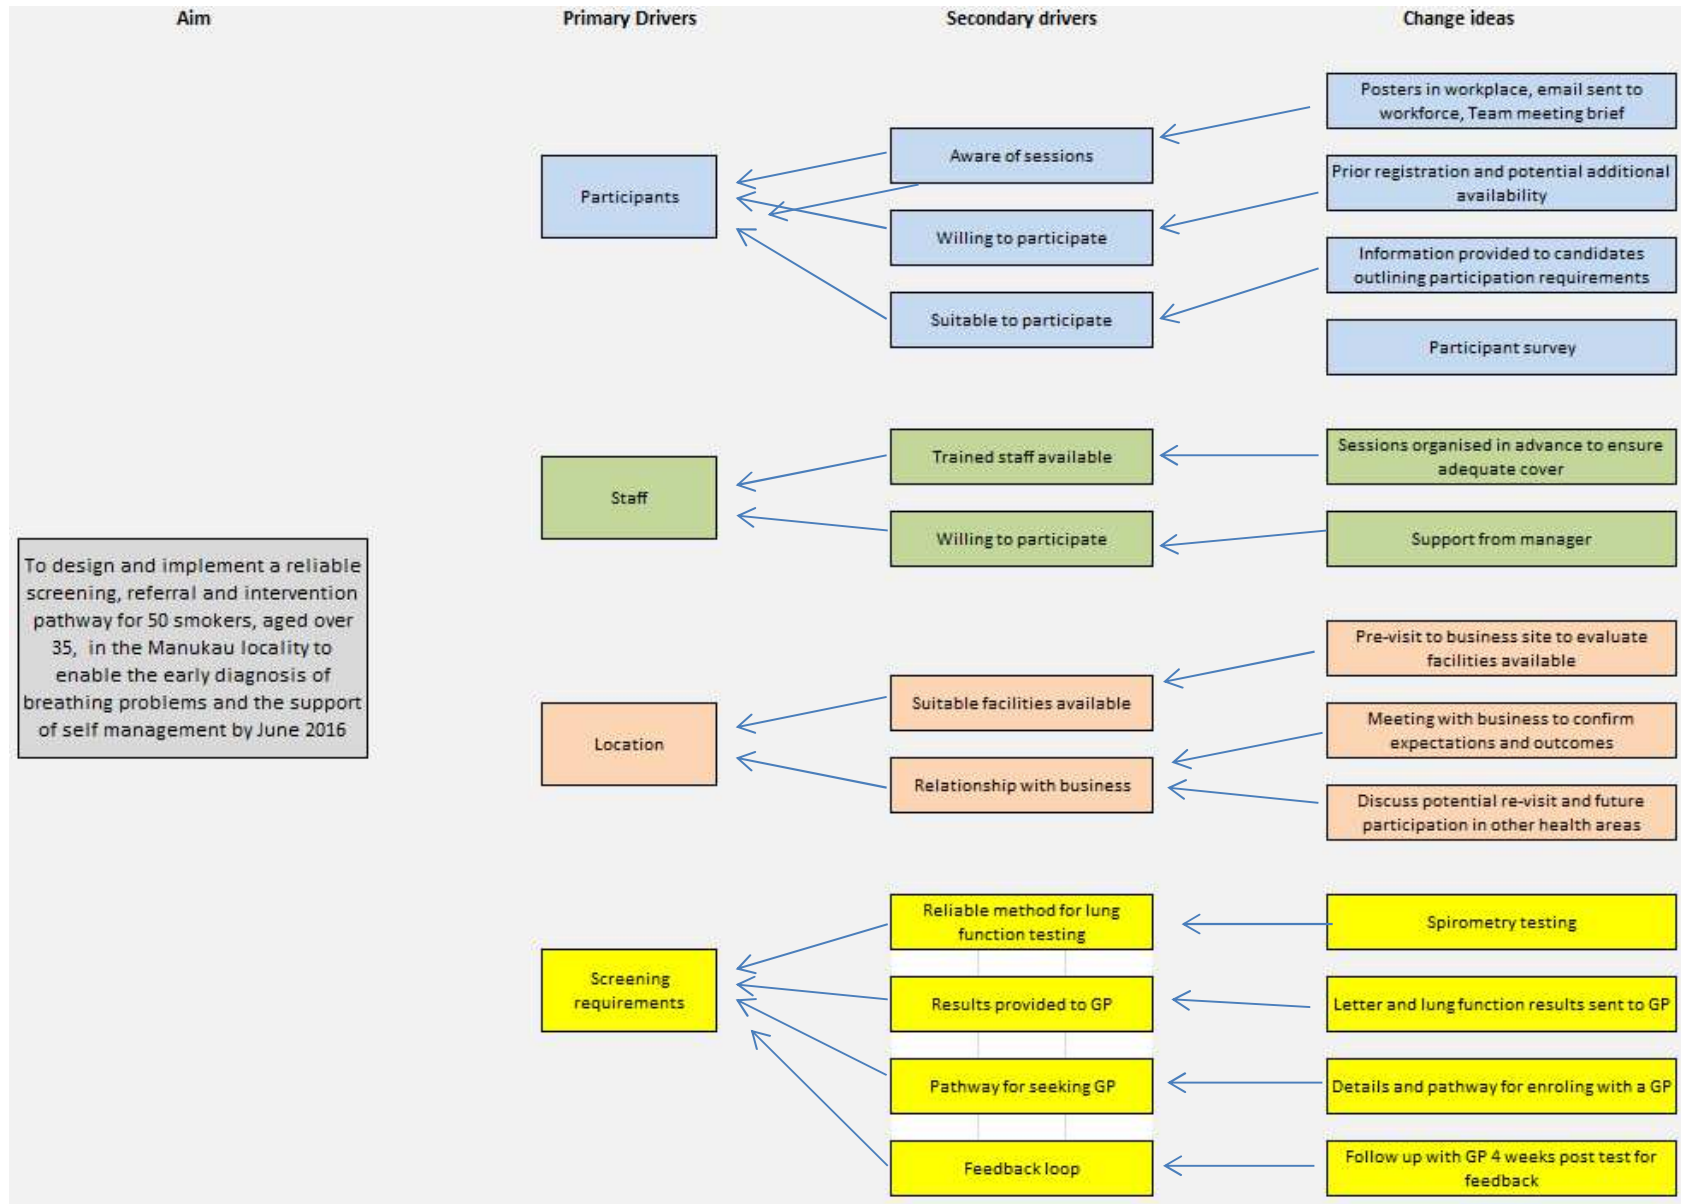 Aim
Primary Drivers
Secondary drivers
Change ideas
To design and implement a reliable
screening, referral and intervention
pathway for 50 smokers, aged over
35, in the Manukau locality to
enable the early diagnosis of
breathing problems and the support
of self management by June 2016
Participants
Aware of sessions
Willing to participate
Suitable to participate
Posters in workplace, email sent to
workforce, Team meeting brief
Prior registration and potential additional
availability
Information provided to candidates
outlining participation requirements
Participant survey
Staff
Trained staff available
Willing to participate
Sessions organised in advance to ensure
adequate cover
Support from manager
Location
Suitable facilities available
Relationship with business
Pre-visit to business site to evaluate
facilities available
Meeting with business to confirm
expectations and outcomes
Discuss potential re-visit and future
participation in other health areas
Screening
requirements
Reliable method for lung
function testing
Results provided to GP
Pathway for seeking GP
Feedback loop
Spirometry testing
Letter and lung function results sent to GP
Details and pathway for enroling with a GP
Follow up with GP 4 weeks post test for
feedback